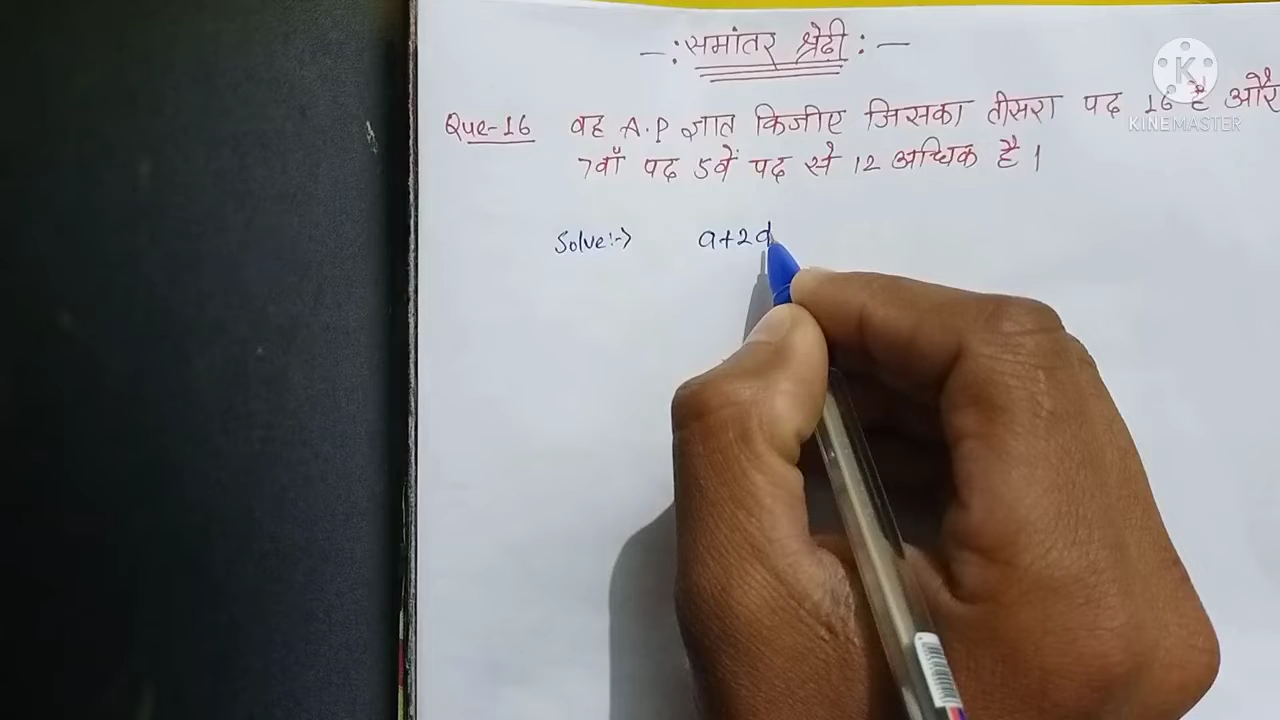 —:समांतर श्रेढी:—
Que-16 वह A.P ज्ञात किजीए जिसका तीसरा पद 16 है और
7वाँ पद 5वें पद से 12 अधिक है।
Solve:-> a+2d
K
KINEMASTER